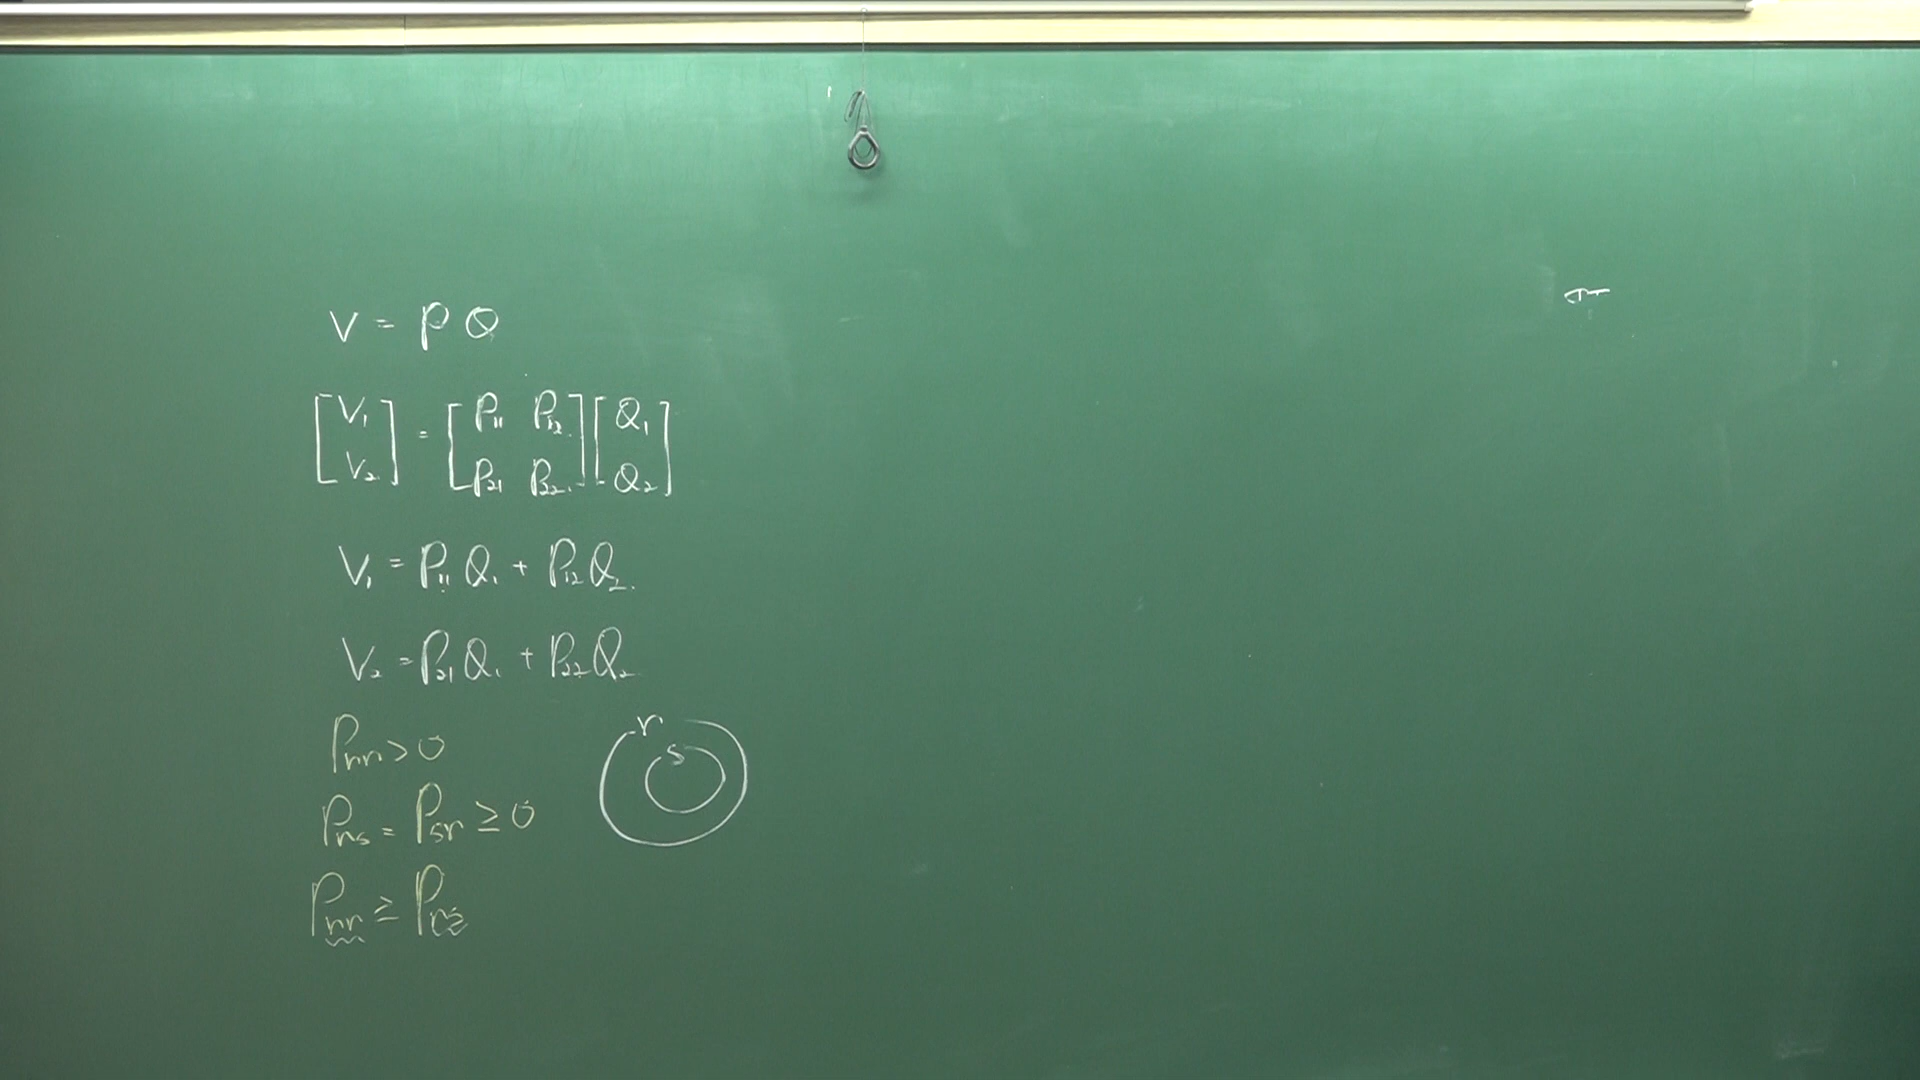 V = P Q
[V₁ V₂] = [P₁₁ P₁₂ P₂₁ P₂₂] [Q₁ Q₂]
V₁ = P₁₁ Q₁ + P₁₂ Q₂
V₂ = P₂₁ Q₁ + P₂₂ Q₂
Prr > 0
Prs = Psr ≥ 0
Prr ≥ Prs
r
s